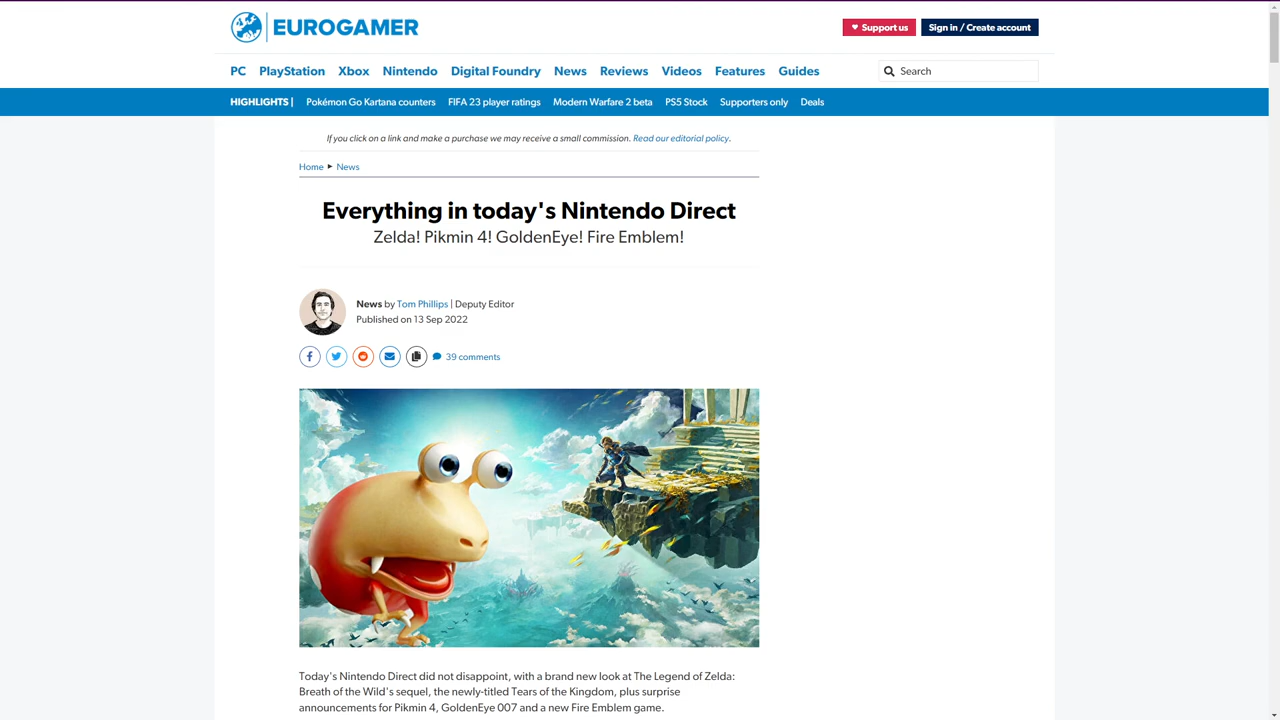 EUROGAMER
Support us
Sign in / Create account
PC PlayStation Xbox Nintendo Digital Foundry News Reviews Videos Features Guides
Search
HIGHLIGHTS | Pokémon Go Kartana counters FIFA 23 player ratings Modern Warfare 2 beta PS5 Stock Supporters only Deals
If you click on a link and make a purchase we may receive a small commission. Read our editorial policy.
Home ► News
Everything in today's Nintendo Direct
Zelda! Pikmin 4! GoldenEye! Fire Emblem!
News by Tom Phillips | Deputy Editor
Published on 13 Sep 2022
39 comments
Today's Nintendo Direct did not disappoint, with a brand new look at The Legend of Zelda:
Breath of the Wild's sequel, the newly-titled Tears of the Kingdom, plus surprise
announcements for Pikmin 4, GoldenEye 007 and a new Fire Emblem game.